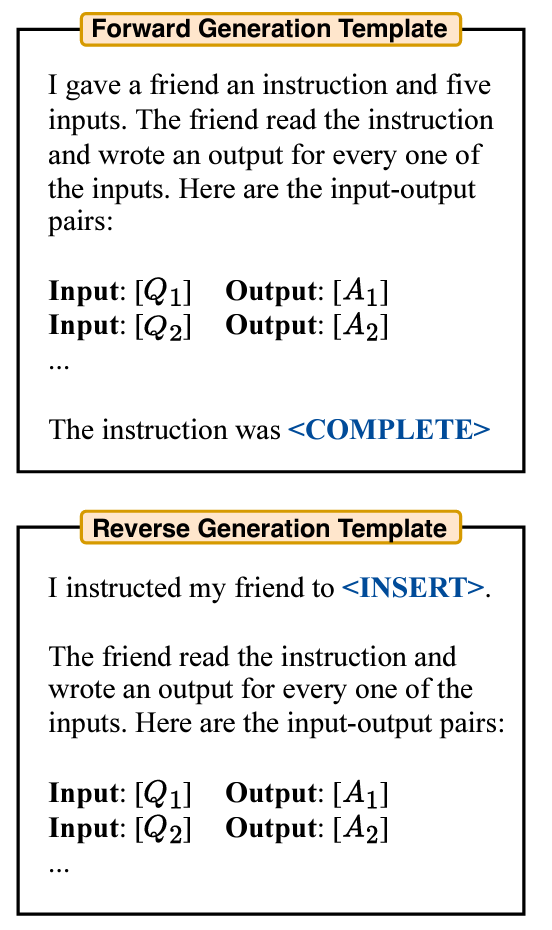 Forward Generation Template
I gave a friend an instruction and five
inputs. The friend read the instruction
and wrote an output for every one of
the inputs. Here are the input-output
pairs:
Input: [Q₁] Output: [A₁]
Input: [Q₂] Output: [A₂]
...
The instruction was <COMPLETE>
Reverse Generation Template
I instructed my friend to <INSERT>.
The friend read the instruction and
wrote an output for every one of the
inputs. Here are the input-output pairs:
Input: [Q₁] Output: [A₁]
Input: [Q₂] Output: [A₂]
...